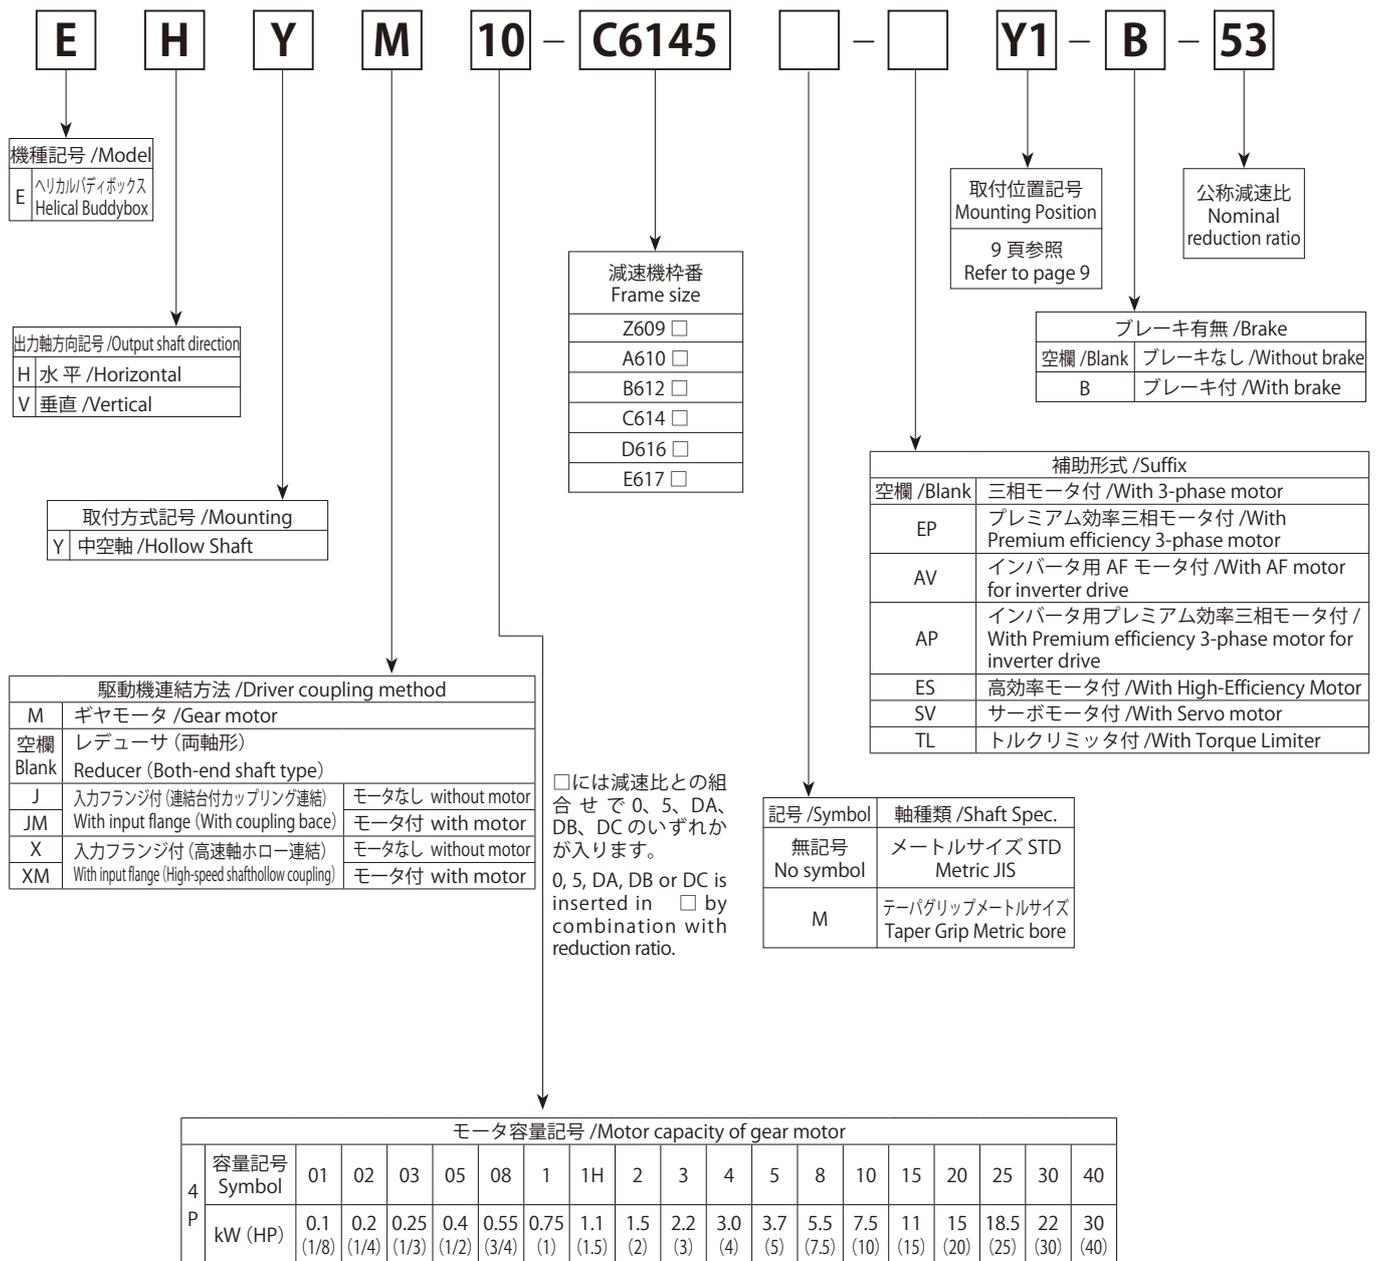 E H Y M 10 – C6145 – Y1 – B – 53
機種記号 /Model
E
ヘリカルバディボックス
Helical Buddybox
取付位置記号
Mounting Position
9 頁参照
Refer to page 9
公称減速比
Nominal
reduction ratio
減速機枠番
Frame size
Z609 □
A610 □
B612 □
C614 □
D616 □
E617 □
出力軸方向記号 /Output shaft direction
H 水 平 /Horizontal
V 垂直 /Vertical
ブレーキ有無 /Brake
空欄 /Blank ブレーキなし /Without brake
B ブレーキ付 /With brake
取付方式記号 /Mounting
Y 中空軸 /Hollow Shaft
補助形式 /Suffix
空欄 /Blank 三相モータ付 /With 3-phase motor
EP プレミアム効率三相モータ付 /With
Premium efficiency 3-phase motor
AV インバータ用 AF モータ付 /With AF motor
for inverter drive
AP インバータ用プレミアム効率三相モータ付 /
With Premium efficiency 3-phase motor for
inverter drive
ES 高効率モータ付 /With High-Efficiency Motor
SV サーボモータ付 /With Servo motor
TL トルクリミッタ付 /With Torque Limiter
駆動機連結方法 /Driver coupling method
M ギヤモータ /Gear motor
空欄 レデューサ（両軸形）
Blank Reducer（Both-end shaft type）
J 入力フランジ付（連結台付カップリング連結） モータなし without motor
JM With input flange（With coupling bace） モータ付 with motor
X 入力フランジ付（高速軸ホロー連結） モータなし without motor
XM With input flange（High-speed shafthollow coupling） モータ付 with motor
□には減速比との組
合 せ で 0、5、DA、
DB、DC のいずれか
が入ります。
0, 5, DA, DB or DC is
inserted in □ by
combination with
reduction ratio.
記号 /Symbol 軸種類 /Shaft Spec.
無記号 メートルサイズ STD
No symbol Metric JIS
M テーパグリップメートルサイズ
Taper Grip Metric bore
モータ容量記号 /Motor capacity of gear motor
4
P
容量記号
Symbol
01 02 03 05 08 1 1H 2 3 4 5 8 10 15 20 25 30 40
kW（HP）
0.1 0.2 0.25 0.4 0.55 0.75 1.1 1.5 2.2 3.0 3.7 5.5 7.5 11 15 18.5 22 30
（1/8）（1/4）（1/3）（1/2）（3/4）（1）（1.5）（2）（3）（4）（5）（7.5）（10）（15）（20）（25）（30）（40）